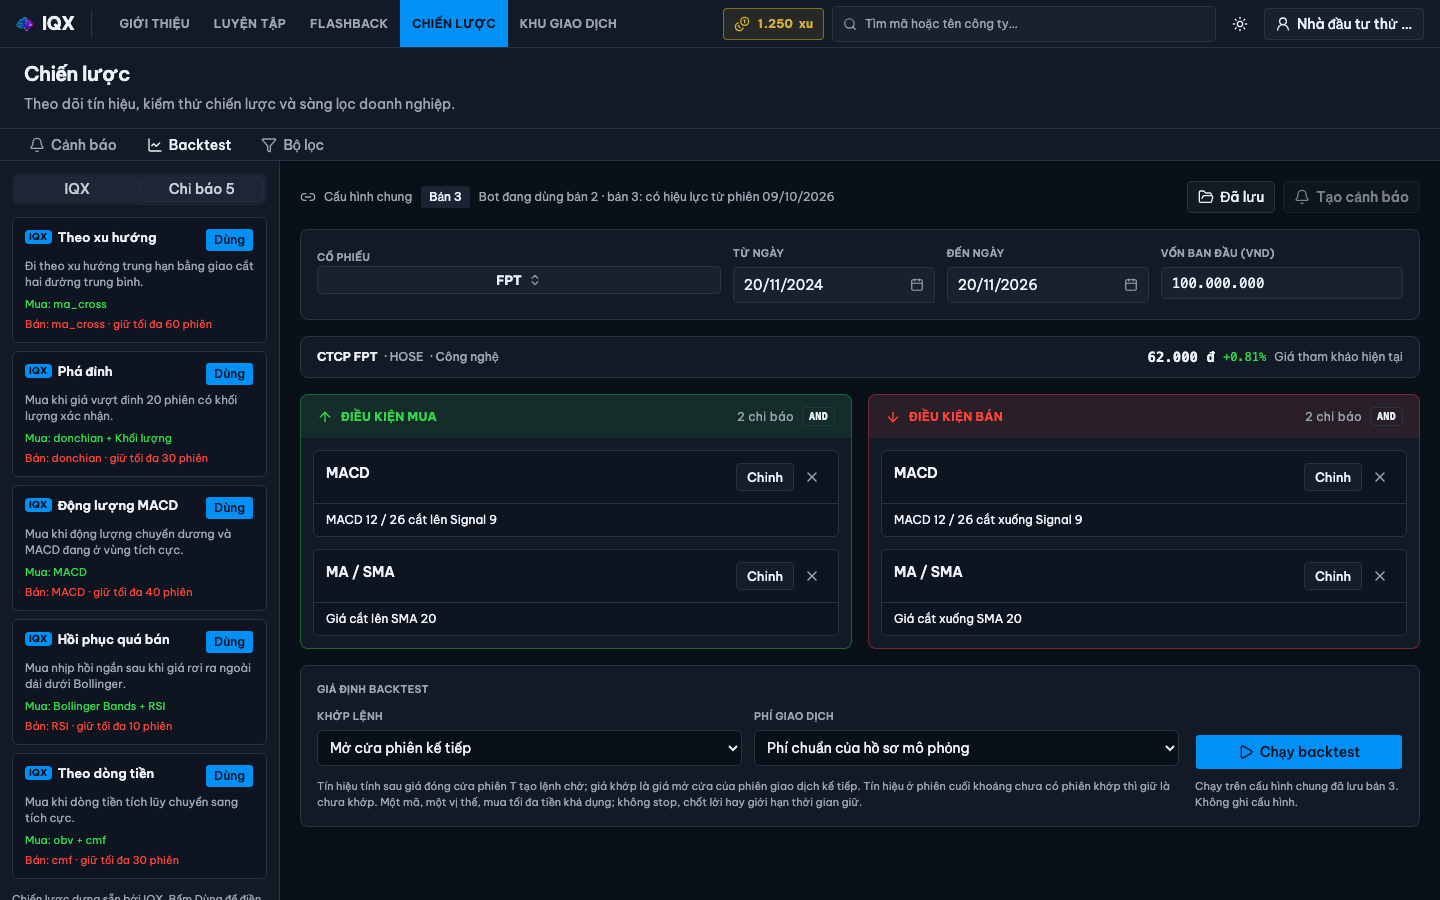 IQX
GIỚI THIỆU
LUYỆN TẬP
FLASHBACK
CHIẾN LƯỢC
KHU GIAO DỊCH
1.250 xu
Tìm mã hoặc tên công ty...
Nhà đầu tư thử ...
Chiến lược
Theo dõi tín hiệu, kiểm thử chiến lược và sàng lọc doanh nghiệp.
Cảnh báo
Backtest
Bộ lọc
IQX
Chỉ báo 5
IQX Theo xu hướng
Dùng
Đi theo xu hướng trung hạn bằng giao cắt
hai đường trung bình.
Mua: ma_cross
Bán: ma_cross · giữ tối đa 60 phiên
IQX Phá đỉnh
Dùng
Mua khi giá vượt đỉnh 20 phiên có khối
lượng xác nhận.
Mua: donchian + Khối lượng
Bán: donchian · giữ tối đa 30 phiên
IQX Động lượng MACD
Dùng
Mua khi động lượng chuyển dương và
MACD đang ở vùng tích cực.
Mua: MACD
Bán: MACD · giữ tối đa 40 phiên
IQX Hồi phục quá bán
Dùng
Mua nhịp hồi ngắn sau khi giá rơi ra ngoài
dải dưới Bollinger.
Mua: Bollinger Bands + RSI
Bán: RSI · giữ tối đa 10 phiên
IQX Theo dòng tiền
Dùng
Mua khi dòng tiền tích lũy chuyển sang
tích cực.
Mua: obv + cmf
Bán: cmf · giữ tối đa 30 phiên
Chiến lược dựng sẵn bởi IQX. Bấm Dùng để điền
Cấu hình chung
Bản 3
Bot đang dùng bản 2 · bản 3: có hiệu lực từ phiên 09/10/2026
Đã lưu
Tạo cảnh báo
CỔ PHIẾU
FPT
TỪ NGÀY
20/11/2024
ĐẾN NGÀY
20/11/2026
VỐN BAN ĐẦU (VND)
100.000.000
CTCP FPT · HOSE · Công nghệ
62.000 đ +0.81% Giá tham khảo hiện tại
ĐIỀU KIỆN MUA
2 chỉ báo AND
MACD
Chỉnh
MACD 12 / 26 cắt lên Signal 9
MA / SMA
Chỉnh
Giá cắt lên SMA 20
ĐIỀU KIỆN BÁN
2 chỉ báo AND
MACD
Chỉnh
MACD 12 / 26 cắt xuống Signal 9
MA / SMA
Chỉnh
Giá cắt xuống SMA 20
GIẢ ĐỊNH BACKTEST
KHỚP LỆNH
Mở cửa phiên kế tiếp
PHÍ GIAO DỊCH
Phí chuẩn của hồ sơ mô phỏng
Chạy backtest
Tín hiệu tính sau giá đóng cửa phiên T tạo lệnh chờ; giá khớp là giá mở cửa của phiên giao dịch kế tiếp. Tín hiệu ở phiên cuối khoảng chưa có phiên khớp thì giữ là
chưa khớp. Một mã, một vị thế, mua tối đa tiền khả dụng; không stop, chốt lời hay giới hạn thời gian giữ.
Chạy trên cấu hình chung đã lưu bản 3.
Không ghi cấu hình.